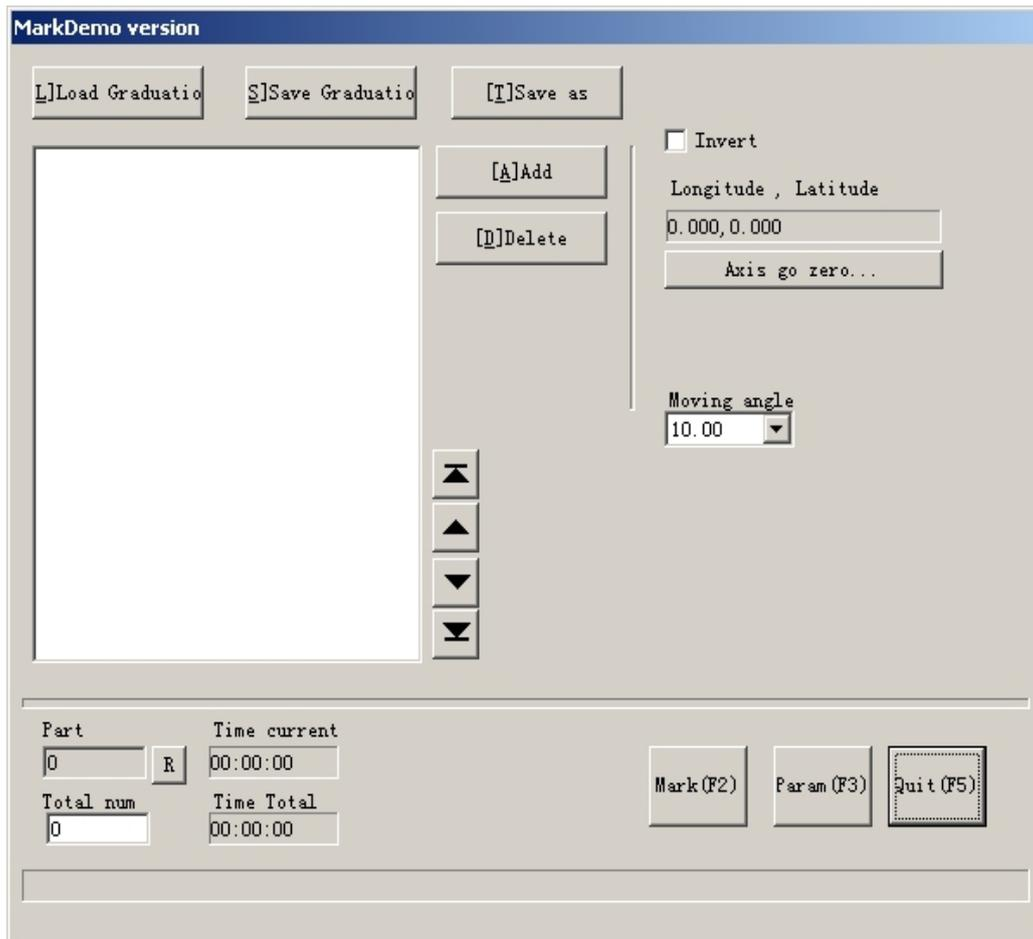 MarkDemo version
L]Load Graduatio
S]Save Graduatio
[T]Save as
[A]Add
[D]Delete
Invert
Longitude , Latitude
0.000,0.000
Axis go zero...
Moving angle
10.00
Part
0
R
Time current
00:00:00
Total num
0
Time Total
00:00:00
Mark(F2)
Param(F3)
Quit(F5)